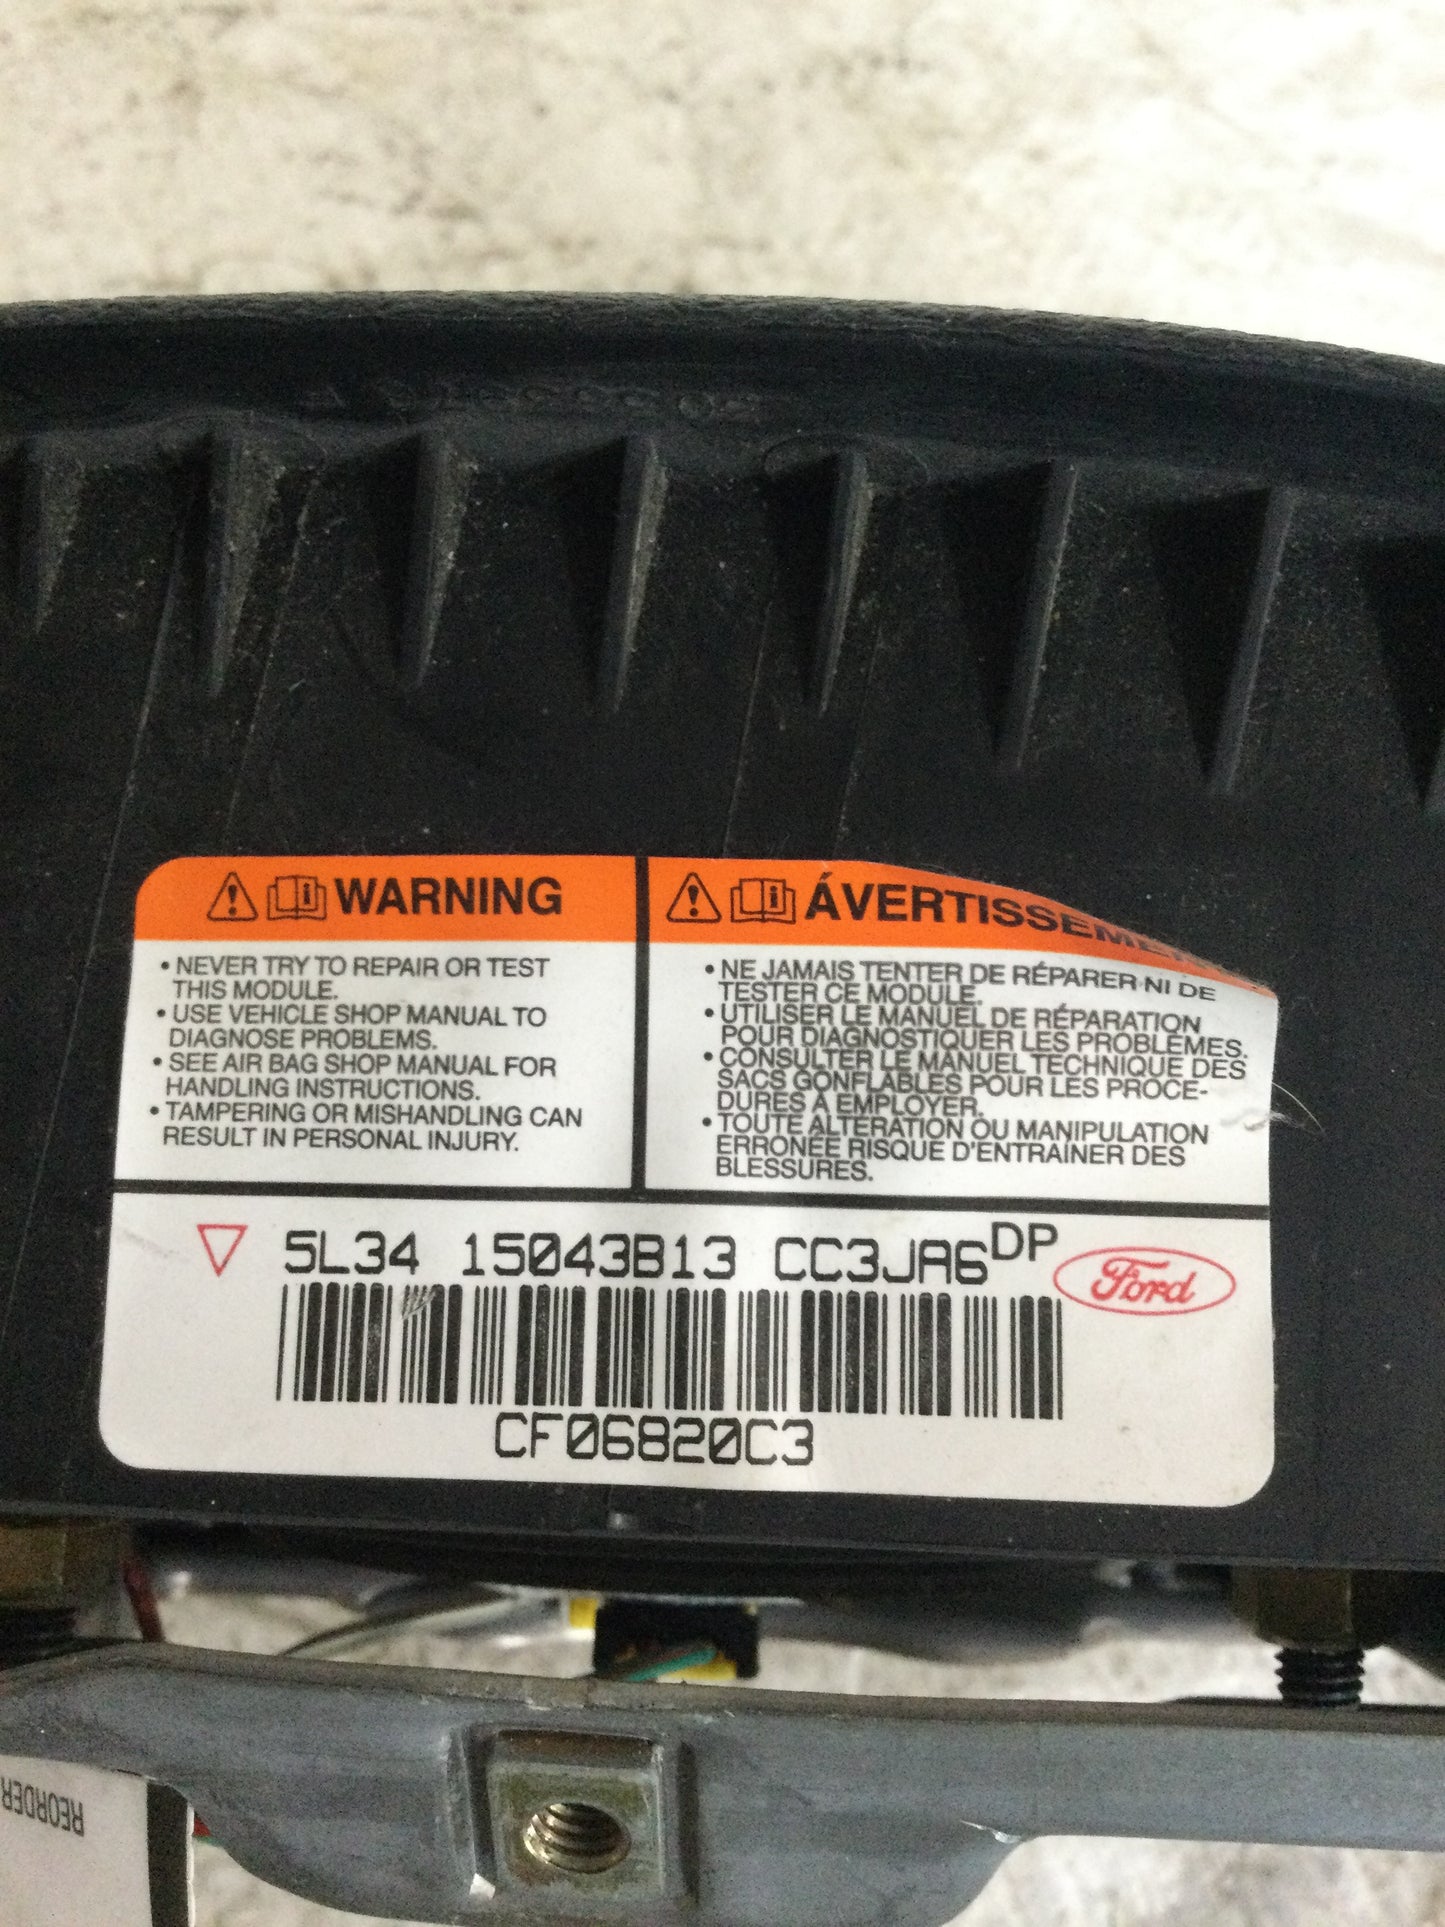 WARNING
• NEVER TRY TO REPAIR OR TEST
THIS MODULE.
• USE VEHICLE SHOP MANUAL TO
DIAGNOSE PROBLEMS.
• SEE AIR BAG SHOP MANUAL FOR
HANDLING INSTRUCTIONS.
• TAMPERING OR MISHANDLING CAN
RESULT IN PERSONAL INJURY.
ÁVERTISSEMENT
• NE JAMAIS TENTER DE RÉPARER NI DE
TESTER CE MODULE.
• UTILISER LE MANUEL DE RÉPARATION
POUR DIAGNOSTIQUER LES PROBLÈMES.
• CONSULTER LE MANUEL TECHNIQUE DES
SACS GONFLABLES POUR LES PROCE-
DURES A EMPLOYER.
• TOUTE ALTERATION OU MANIPULATION
ERRONÉE RISQUE D'ENTRAINER DES
BLESSURES.
5L34 15043B13 CC3JA6 DP
Ford
CF06820C3
REORDER